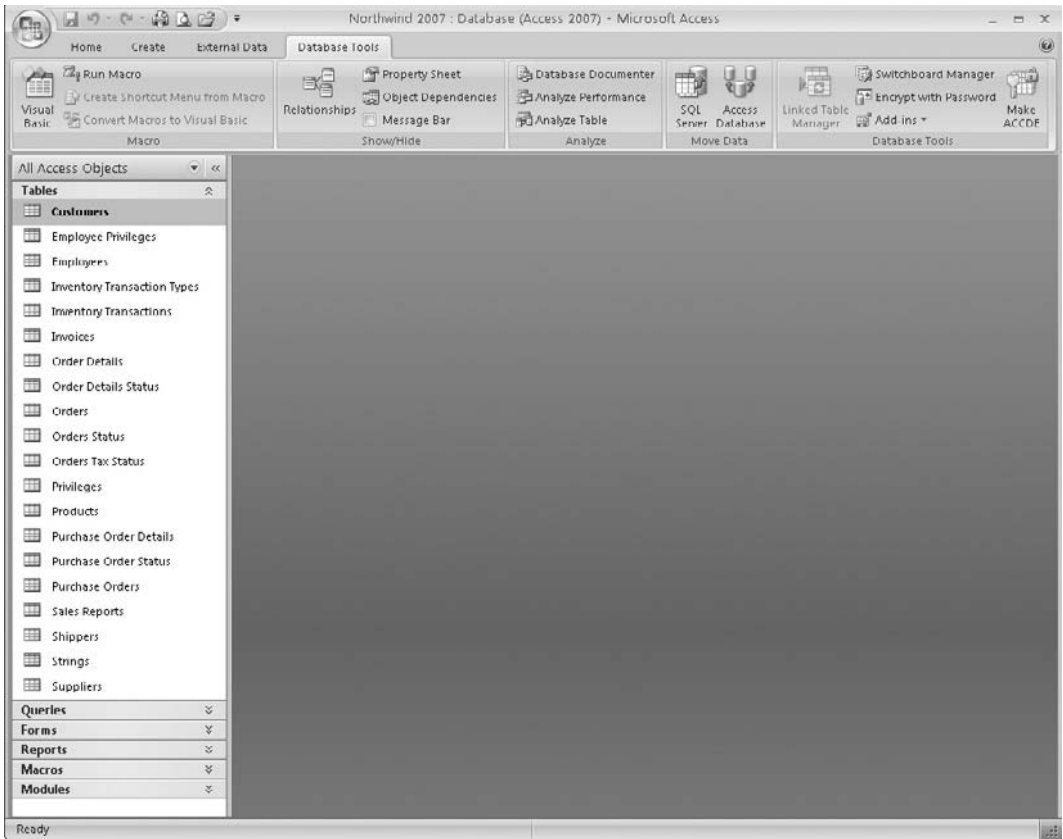 Northwind 2007 : Database (Access 2007) - Microsoft Access
Home Create External Data Database Tools
Visual Basic
Run Macro
Create Shortcut Menu from Macro
Convert Macros to Visual Basic
Macro
Relationships
Property Sheet
Object Dependencies
Message Bar
Show/Hide
Database Documenter
Analyze Performance
Analyze Table
Analyze
SQL Server
Access Database
Move Data
Linked Table Manager
Switchboard Manager
Encrypt with Password
Add-ins
Make ACCDE
Database Tools
All Access Objects
Tables
Customers
Employee Privileges
Employees
Inventory Transaction Types
Inventory Transactions
Invoices
Order Details
Order Details Status
Orders
Orders Status
Orders Tax Status
Privileges
Products
Purchase Order Details
Purchase Order Status
Purchase Orders
Sales Reports
Shippers
Strings
Suppliers
Queries
Forms
Reports
Macros
Modules
Ready